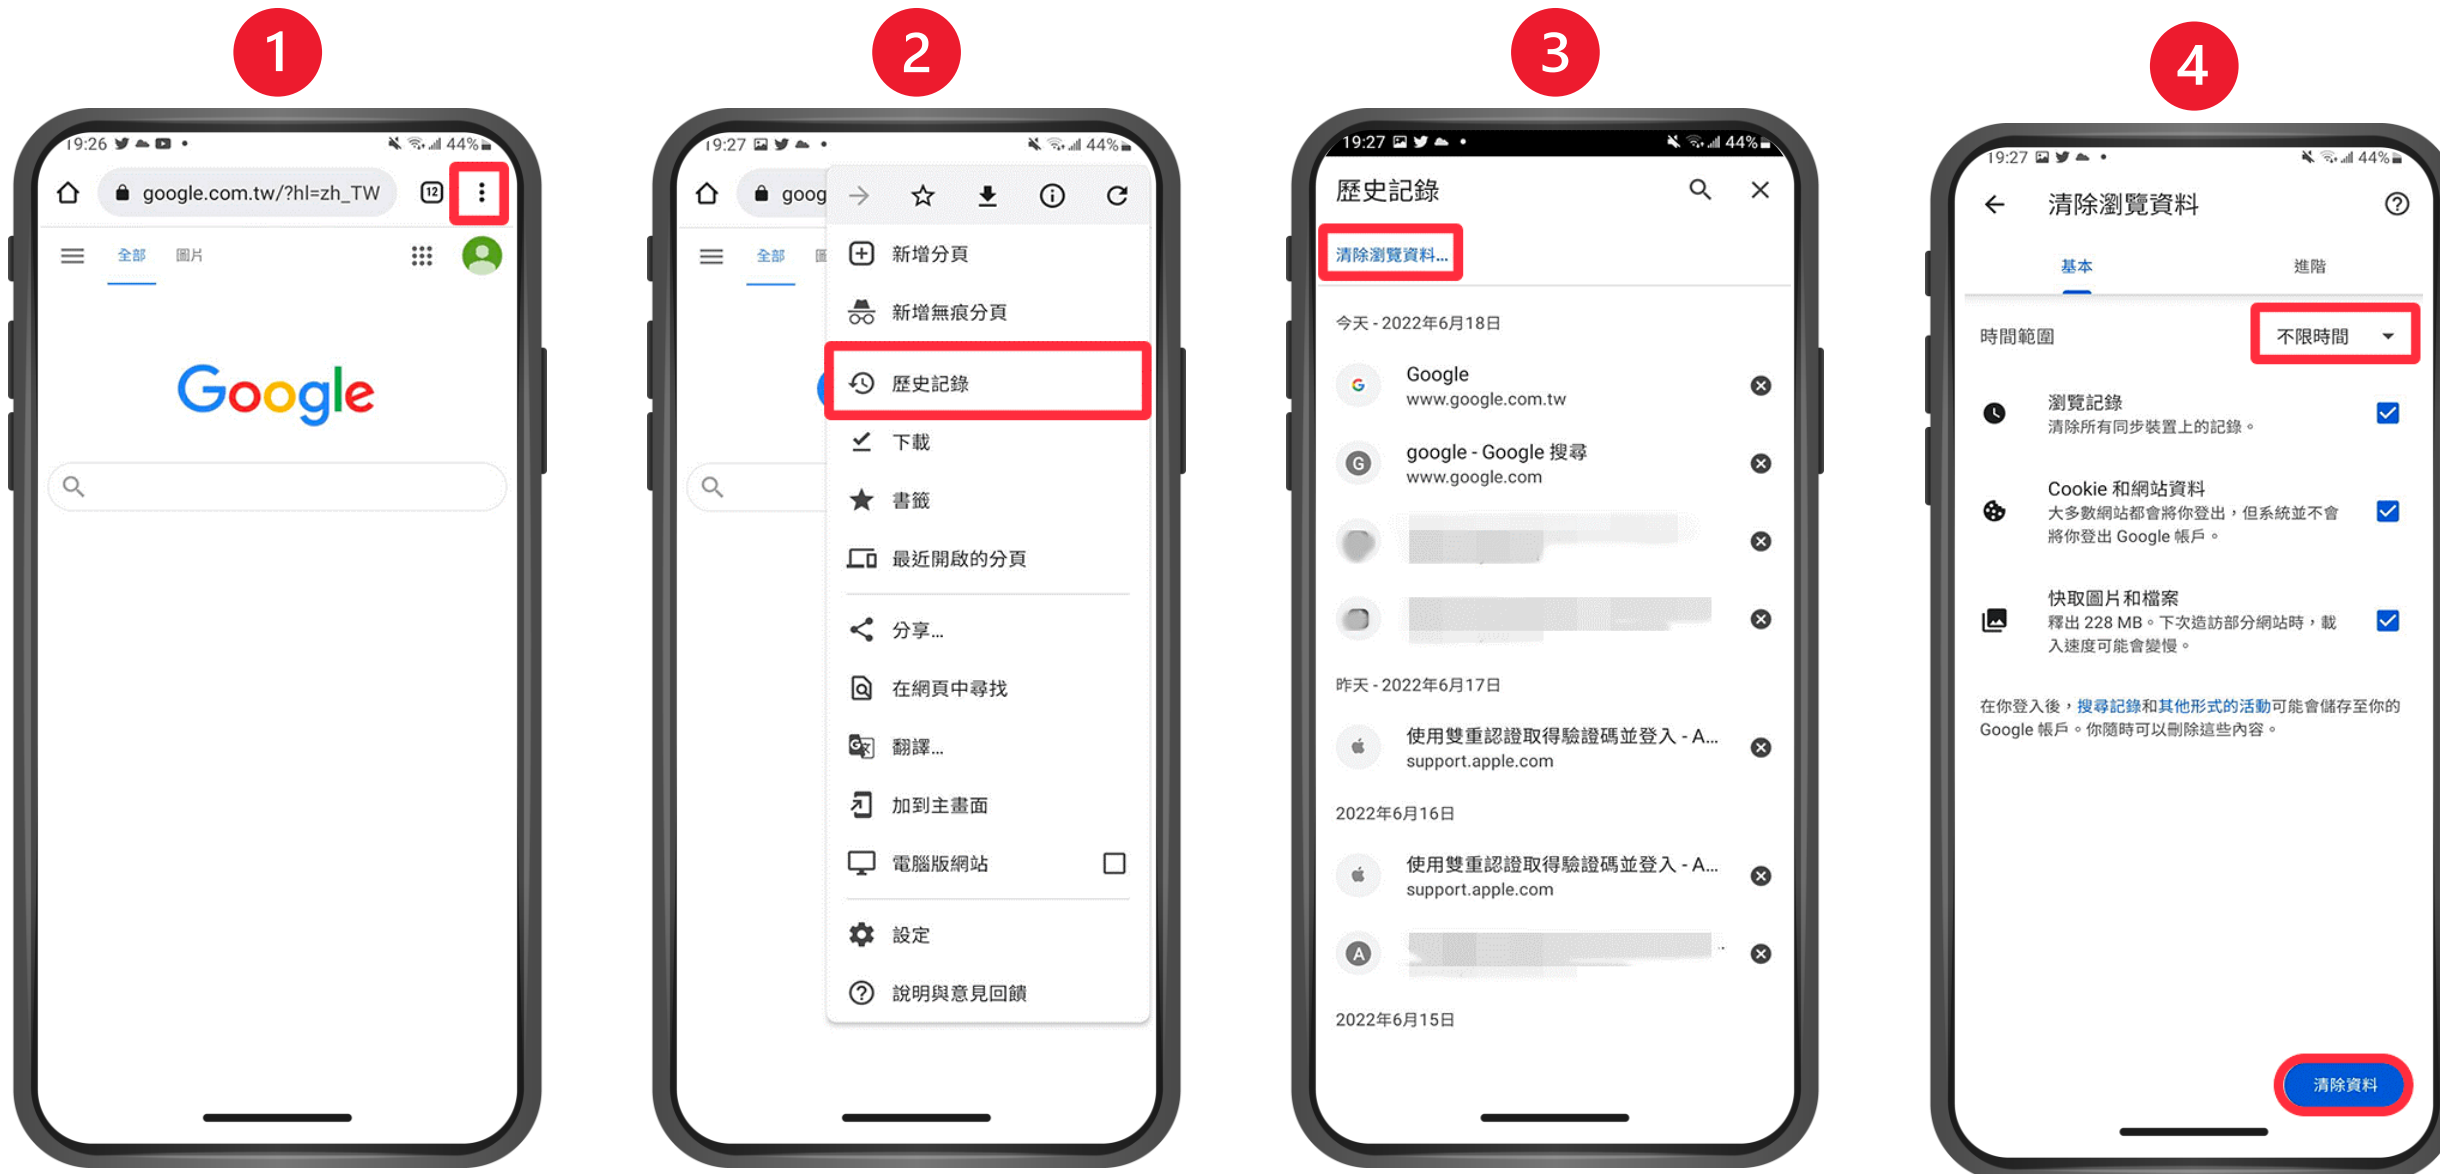 1
19:26
44%
google.com.tw/?hl=zh_TW
12
全部
圖片
Google
2
19:27
44%
goog
全部
新增分頁
新增無痕分頁
歷史記錄
下載
書籤
最近開啟的分頁
分享...
在網頁中尋找
翻譯...
加到主畫面
電腦版網站
設定
說明與意見回饋
3
19:27
44%
歷史記錄
清除瀏覽資料...
今天 - 2022年6月18日
Google
www.google.com.tw
google - Google 搜尋
www.google.com
昨天 - 2022年6月17日
使用雙重認證取得驗證碼並登入 - A...
support.apple.com
2022年6月16日
使用雙重認證取得驗證碼並登入 - A...
support.apple.com
2022年6月15日
4
19:27
44%
清除瀏覽資料
基本
進階
時間範圍
不限時間
瀏覽記錄
清除所有同步裝置上的記錄。
Cookie 和網站資料
大多數網站都會將你登出，但系統並不會
將你登出 Google 帳戶。
快取圖片和檔案
釋出 228 MB。下次造訪部分網站時，載
入速度可能會變慢。
在你登入後，搜尋記錄和其他形式的活動可能會儲存至你的
Google 帳戶。你隨時可以刪除這些內容。
清除資料